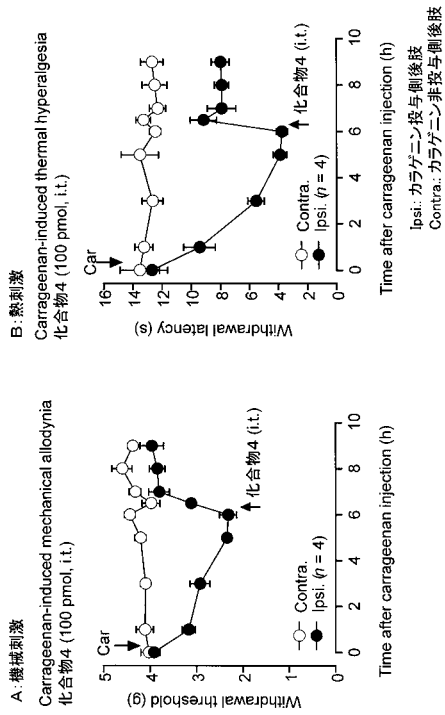 A: 機械刺激
Carrageenan-induced mechanical allodynia
化合物4 (100 pmol, i.t.)
Car
Withdrawal threshold (g)
5
4
3
2
1
0
Contra.
Ipsi. (n = 4)
化合物4 (i.t.)
0 2 4 6 8 10
Time after carrageenan injection (h)
B: 熱刺激
Carrageenan-induced thermal hyperalgesia
化合物4 (100 pmol, i.t.)
Car
Withdrawal latency (s)
16
14
12
10
8
6
4
2
0
Contra.
Ipsi. (n = 4)
化合物4 (i.t.)
0 2 4 6 8 10
Time after carrageenan injection (h)
Ipsi.: カラゲニン投与側後肢
Contra.: カラゲニン非投与側後肢